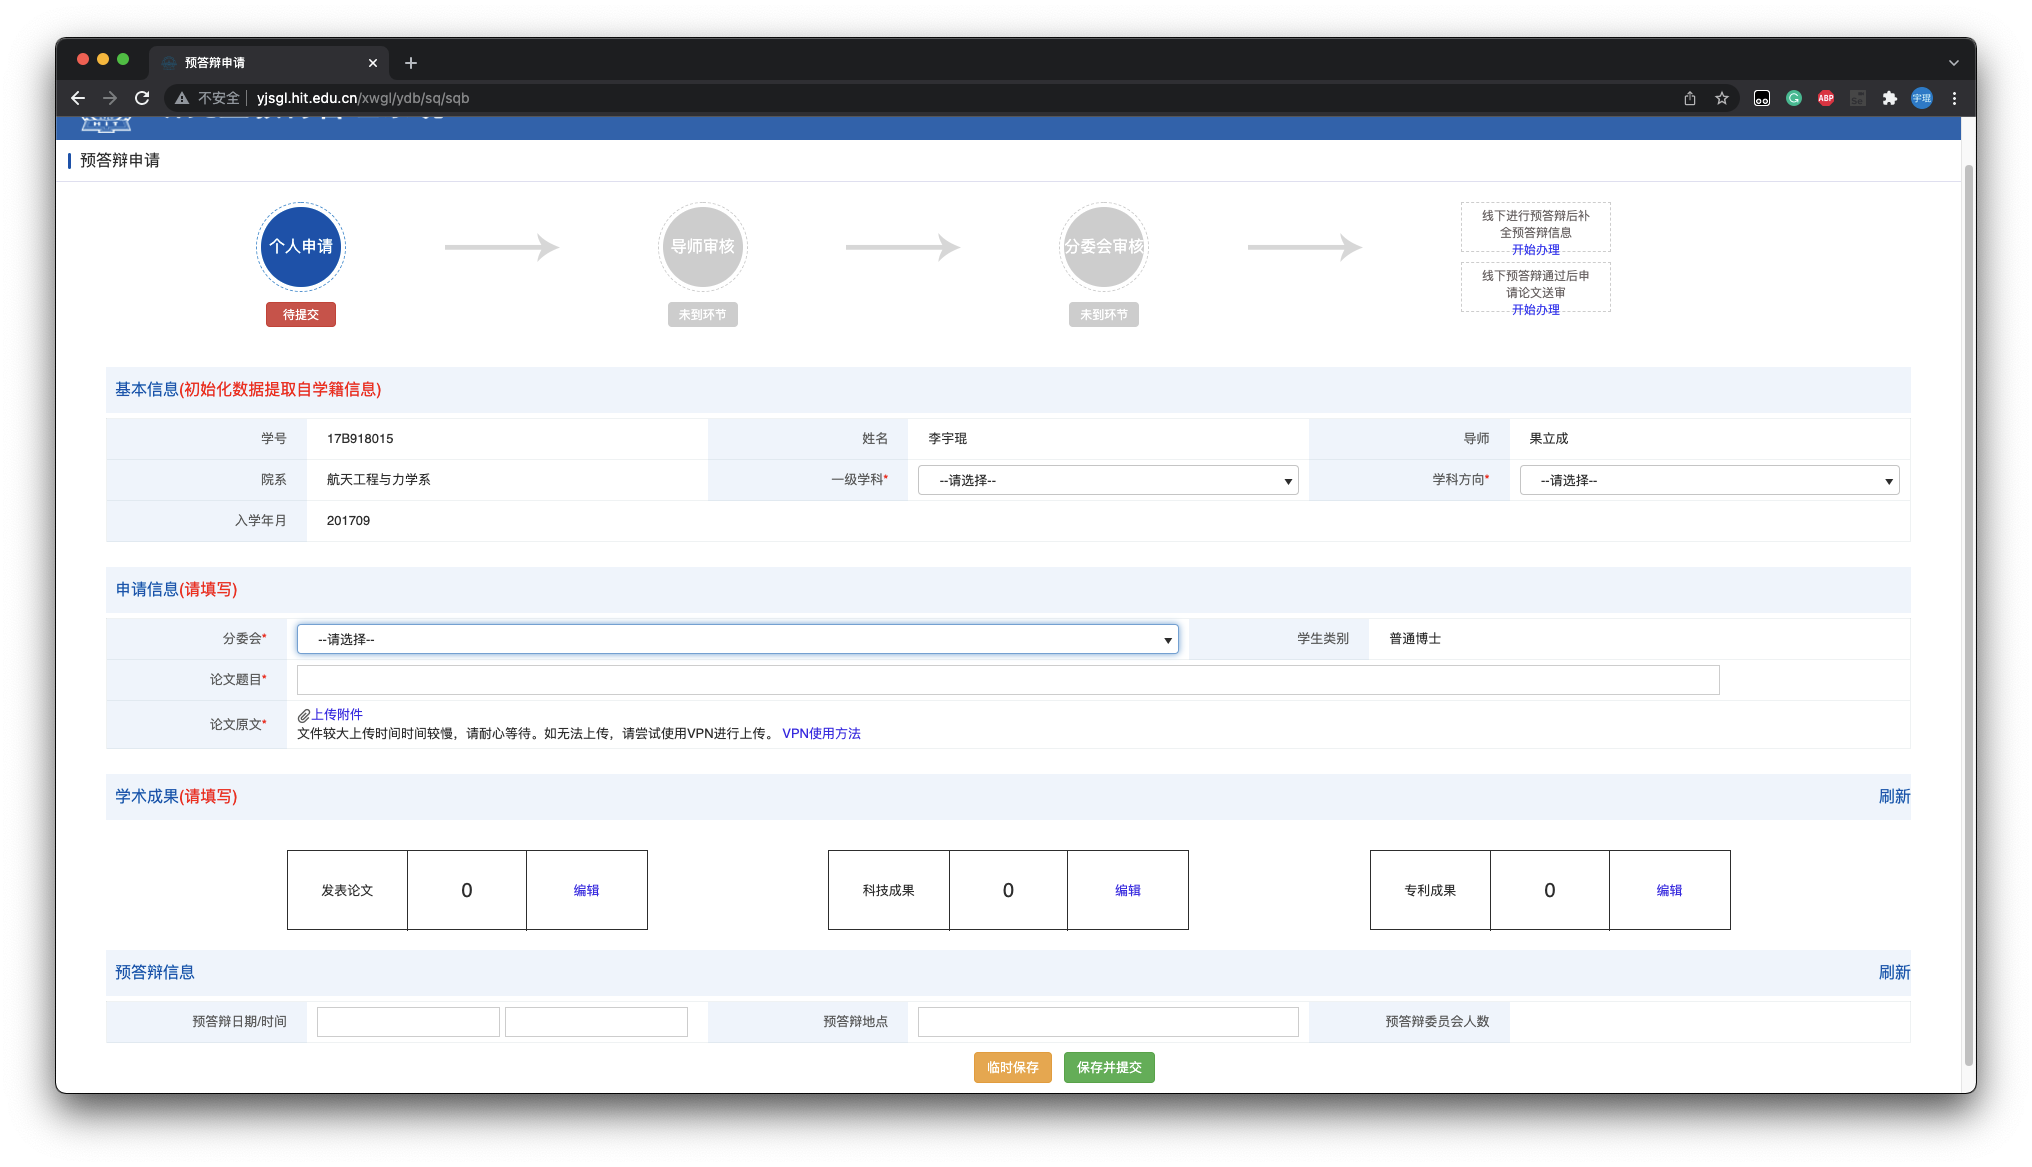 预答辩申请
不安全 yjsgl.hit.edu.cn/xwgl/ydb/sq/sqb
ABP
宇琨
预答辩申请
个人申请
待提交
导师审核
未到环节
分委会审核
未到环节
线下进行预答辩后补
全预答辩信息
开始办理
线下预答辩通过后申
请论文送审
开始办理
基本信息(初始化数据提取自学籍信息)
学号 17B918015 姓名 李宇琨 导师 果立成
院系 航天工程与力学系 一级学科* --请选择-- 学科方向* --请选择--
入学年月 201709
申请信息(请填写)
分委会* --请选择-- 学生类别 普通博士
论文题目*
论文原文* 上传附件
文件较大上传时间时间较慢，请耐心等待。如无法上传，请尝试使用VPN进行上传。 VPN使用方法
学术成果(请填写) 刷新
发表论文 0 编辑 科技成果 0 编辑 专利成果 0 编辑
预答辩信息 刷新
预答辩日期/时间 预答辩地点 预答辩委员会人数
临时保存 保存并提交